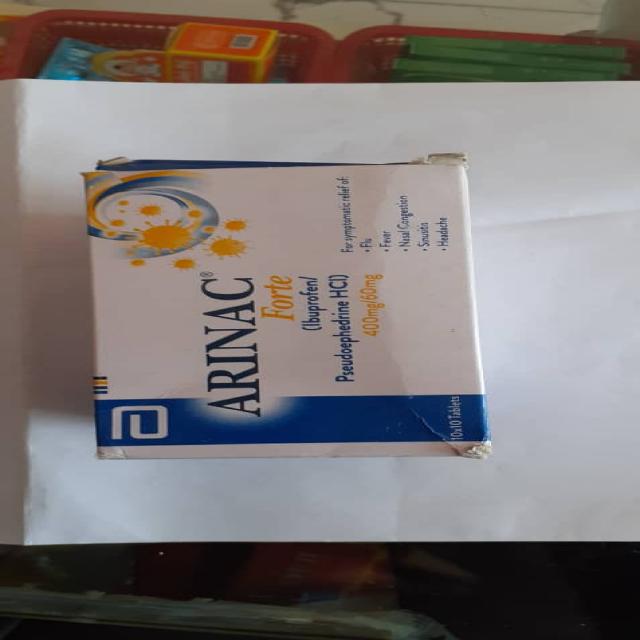 ARINAC®
Forte
(Ibuprofen/
Pseudoephedrine HCl)
400mg/60mg
For symptomatic relief of:
• Flu
• Fever
• Nasal Congestion
• Sinusitis
• Headache
10x10 Tablets